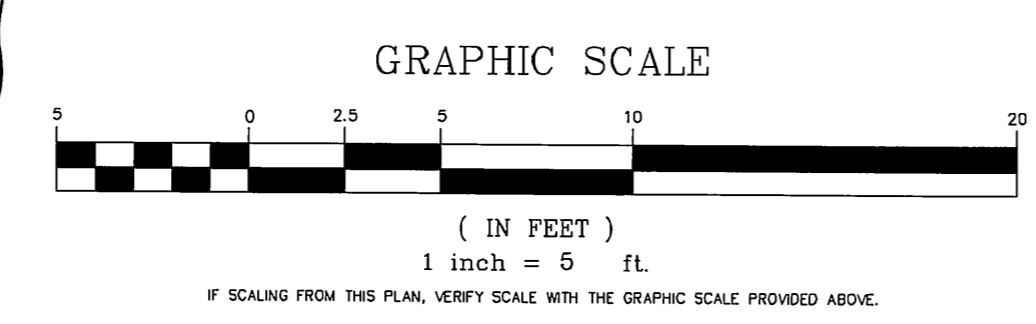 GRAPHIC SCALE
5 0 2.5 5 10 20
( IN FEET )
1 inch = 5 ft.
IF SCALING FROM THIS PLAN, VERIFY SCALE WITH THE GRAPHIC SCALE PROVIDED ABOVE.